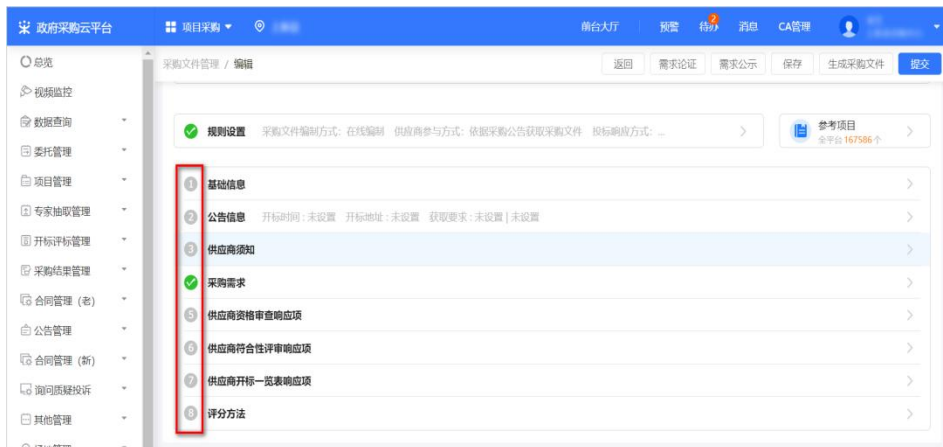 政府采购云平台 项目采购 前台大厅 预警 待办 2 消息 CA管理
总览 采购文件管理 / 编辑 返回 需求论证 需求公示 保存 生成采购文件 提交
视频监控
数据查询 规则设置 采购文件编制方式：在线编制 供应商参与方式：依据采购公告获取采购文件 投标响应方式：... 参考项目
全平台 167586 个
委托管理
项目管理 1 基础信息
专家抽取管理 2 公告信息 开标时间：未设置 开标地址：未设置 获取要求：未设置 | 未设置
开标评标管理 3 供应商须知
采购结果管理 采购需求
合同管理（老） 5 供应商资格审查响应项
公告管理 6 供应商符合性评审响应项
合同管理（新） 7 供应商开标一览表响应项
询问质疑投诉 8 评分方法
其他管理